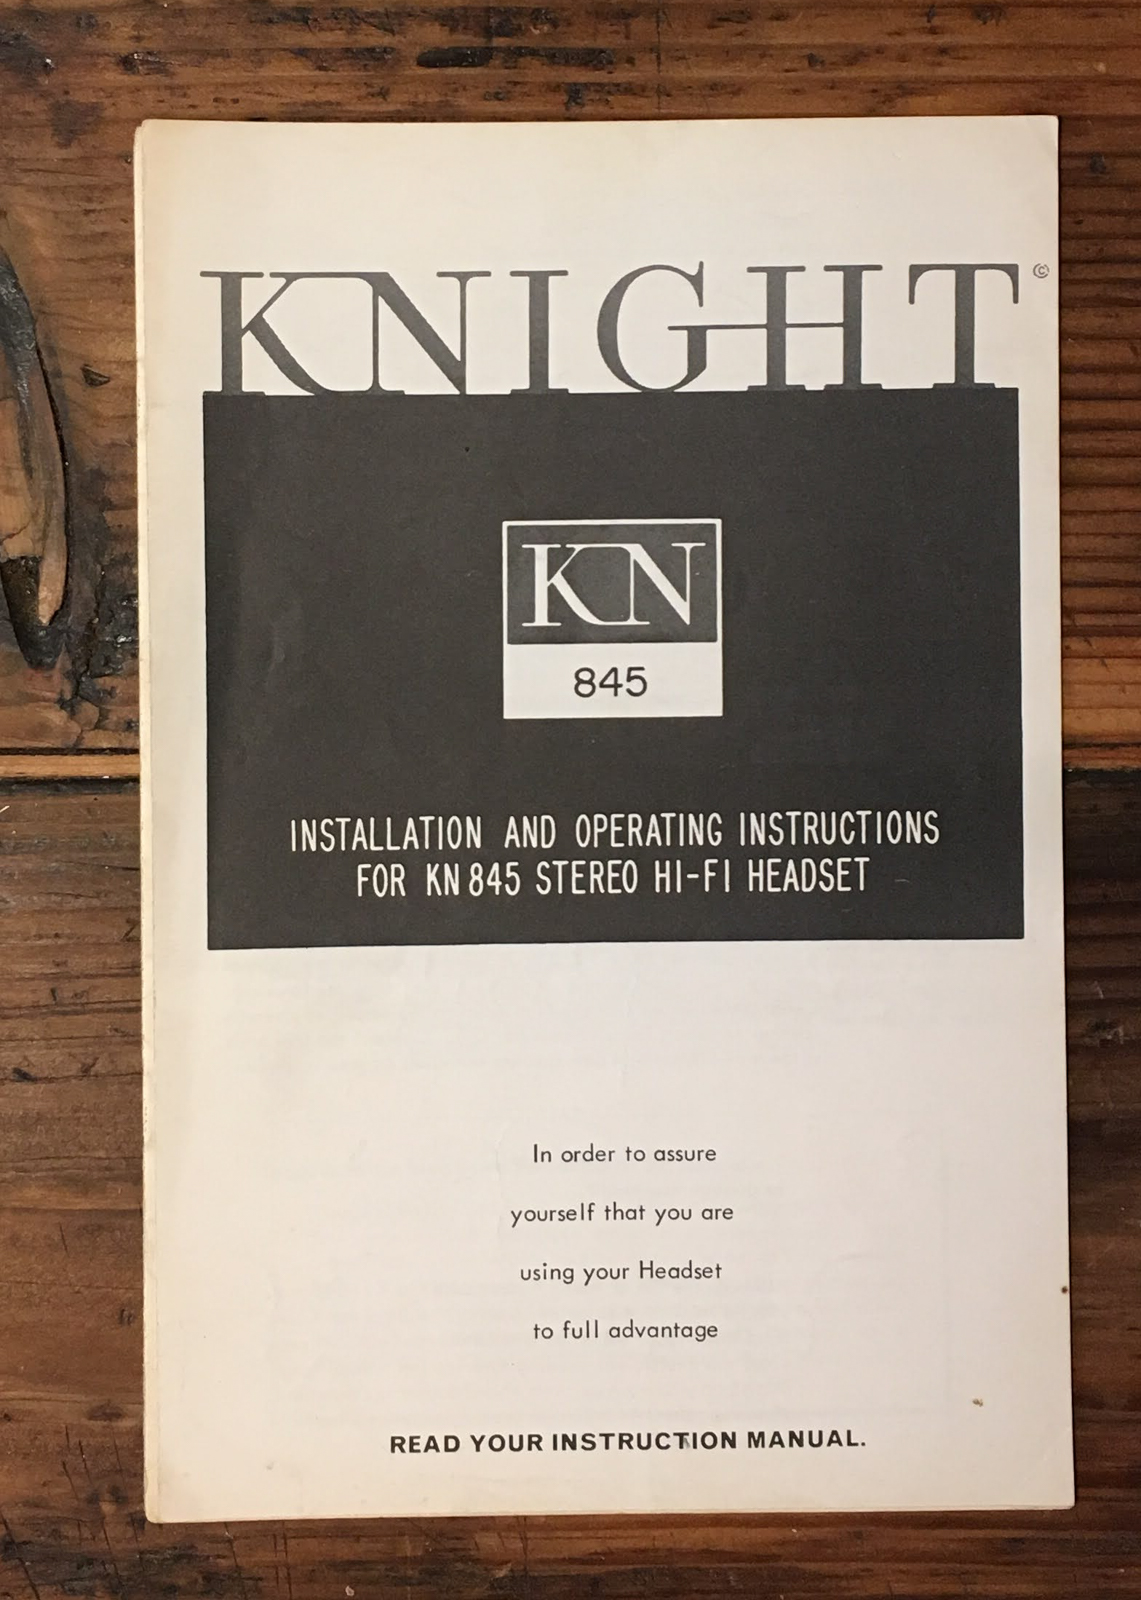 KNIGHT©
KN
845
INSTALLATION AND OPERATING INSTRUCTIONS
FOR KN 845 STEREO HI-FI HEADSET
In order to assure
yourself that you are
using your Headset
to full advantage
READ YOUR INSTRUCTION MANUAL.